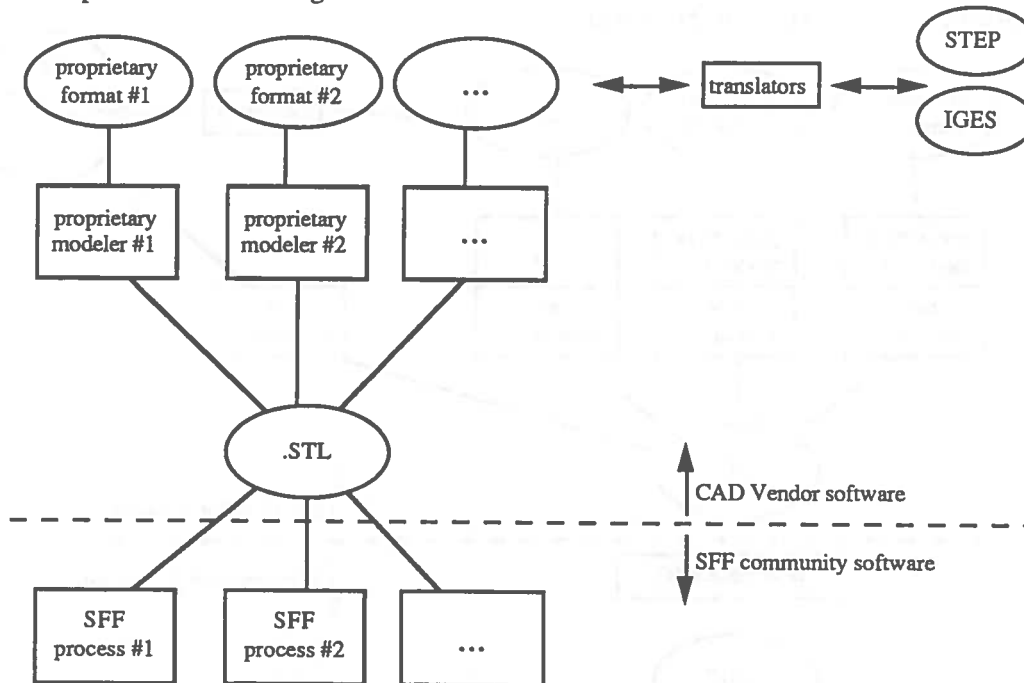 proprietary
format #1
proprietary
format #2
...
translators
STEP
IGES
proprietary
modeler #1
proprietary
modeler #2
...
.STL
CAD Vendor software
SFF community software
SFF
process #1
SFF
process #2
...